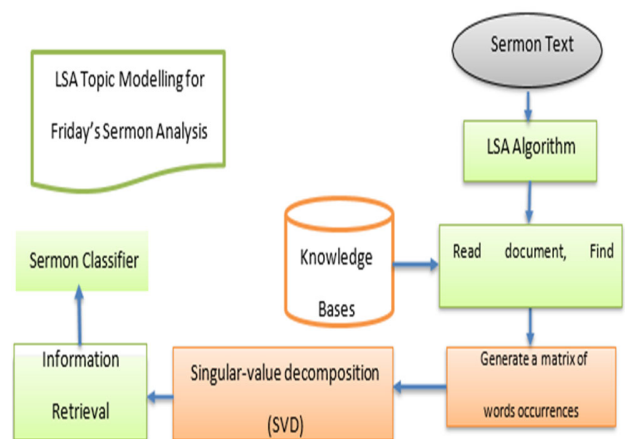 LSA Topic Modelling for
Friday's Sermon Analysis
Sermon Text
LSA Algorithm
Read document, Find
Knowledge
Bases
Generate a matrix of
words occurrences
Singular-value decomposition
(SVD)
Information
Retrieval
Sermon Classifier